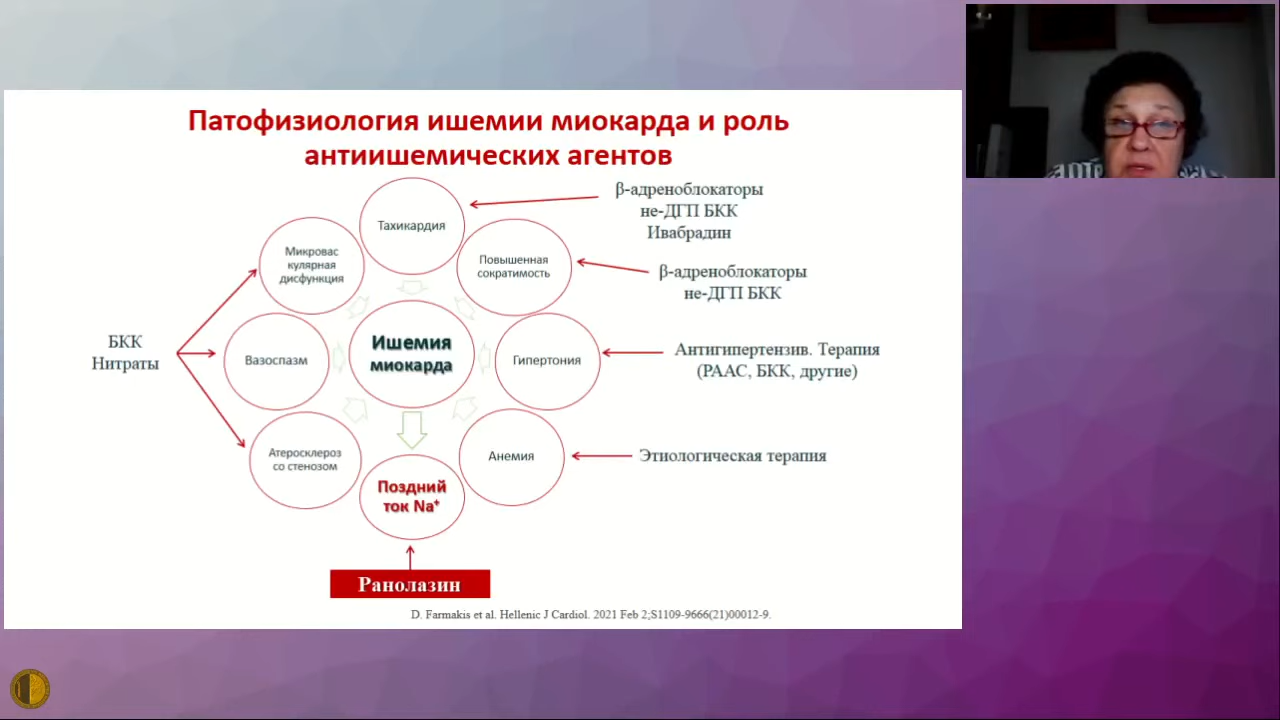 Патофизиология ишемии миокарда и роль
антиишемических агентов
β-адреноблокаторы
не-ДГП БКК
Ивабрадин
Тахикардия
Микровас
кулярная
дисфункция
Повышенная
сократимость
β-адреноблокаторы
не-ДГП БКК
БКК
Нитраты
Вазоспазм
Ишемия
миокарда
Гипертония
Антигипертензив. Терапия
(РААС, БКК, другие)
Атеросклероз
со стенозом
Поздний
ток Na⁺
Анемия
Этиологическая терапия
Ранолазин
D. Farmakis et al. Hellenic J Cardiol. 2021 Feb 2;S1109-9666(21)00012-9.